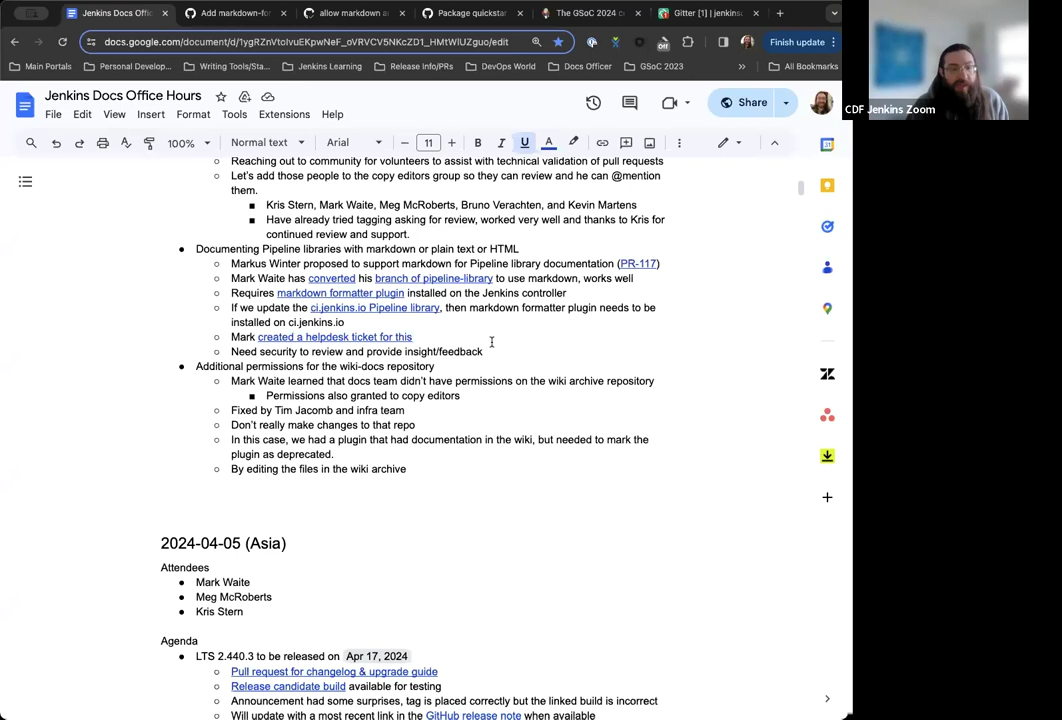 Jenkins Docs Office Hours
Add markdown-for
allow markdown a
Package quickstar
The GSoC 2024 c
Gitter [1] | jenkins
docs.google.com/document/d/1ygRZnVtoIvuEKpwNeF_oVRVCV5NKcZD1_HMtWlUZguo/edit
Off
Finish update
Main Portals
Personal Develop...
Writing Tools/Sta...
Jenkins Learning
Release Info/PRs
DevOps World
Docs Officer
GSoC 2023
All Bookmarks
CDF Jenkins Zoom
Jenkins Docs Office Hours
File Edit View Insert Format Tools Extensions Help
Share
100%
Normal text
Arial
11
Reaching out to community for volunteers to assist with technical validation of pull requests
Let's add those people to the copy editors group so they can review and he can @mention
them.
Kris Stern, Mark Waite, Meg McRoberts, Bruno Verachten, and Kevin Martens
Have already tried tagging asking for review, worked very well and thanks to Kris for
continued review and support.
Documenting Pipeline libraries with markdown or plain text or HTML
Markus Winter proposed to support markdown for Pipeline library documentation (PR-117)
Mark Waite has converted his branch of pipeline-library to use markdown, works well
Requires markdown formatter plugin installed on the Jenkins controller
If we update the ci.jenkins.io Pipeline library, then markdown formatter plugin needs to be
installed on ci.jenkins.io
Mark created a helpdesk ticket for this
Need security to review and provide insight/feedback
Additional permissions for the wiki-docs repository
Mark Waite learned that docs team didn't have permissions on the wiki archive repository
Permissions also granted to copy editors
Fixed by Tim Jacomb and infra team
Don't really make changes to that repo
In this case, we had a plugin that had documentation in the wiki, but needed to mark the
plugin as deprecated.
By editing the files in the wiki archive
2024-04-05 (Asia)
Attendees
Mark Waite
Meg McRoberts
Kris Stern
Agenda
LTS 2.440.3 to be released on Apr 17, 2024
Pull request for changelog & upgrade guide
Release candidate build available for testing
Announcement had some surprises, tag is placed correctly but the linked build is incorrect
Will update with a most recent link in the GitHub release note when available